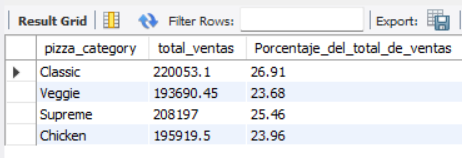 Result Grid Filter Rows: Export:
pizza_category total_ventas Porcentaje_del_total_de_ventas
Classic 220053.1 26.91
Veggie 193690.45 23.68
Supreme 208197 25.46
Chicken 195919.5 23.96